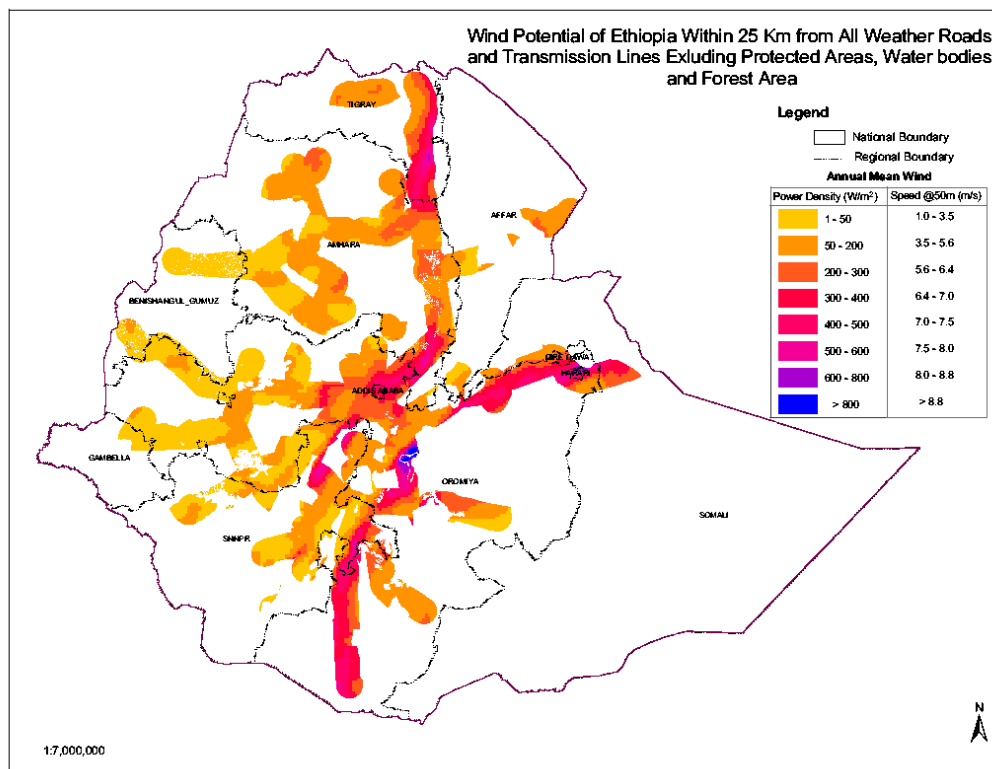 Wind Potential of Ethiopia Within 25 Km from All Weather Roads
and Transmission Lines Exluding Protected Areas, Water bodies
and Forest Area
Legend
National Boundary
Regional Boundary
Annual Mean Wind
Power Density (W/m²) Speed @50m (m/s)
1 - 50 1.0 - 3.5
50 - 200 3.5 - 5.6
200 - 300 5.6 - 6.4
300 - 400 6.4 - 7.0
400 - 500 7.0 - 7.5
500 - 600 7.5 - 8.0
600 - 800 8.0 - 8.8
> 800 > 8.8
TIGRAY
AFFAR
AMHARA
BENISHANGUL_GUMUZ
DIRE DAWA
HARARI
ADDIS ABABA
GAMBELLA
OROMIYA
SOMALI
SNNPR
N
1:7,000,000